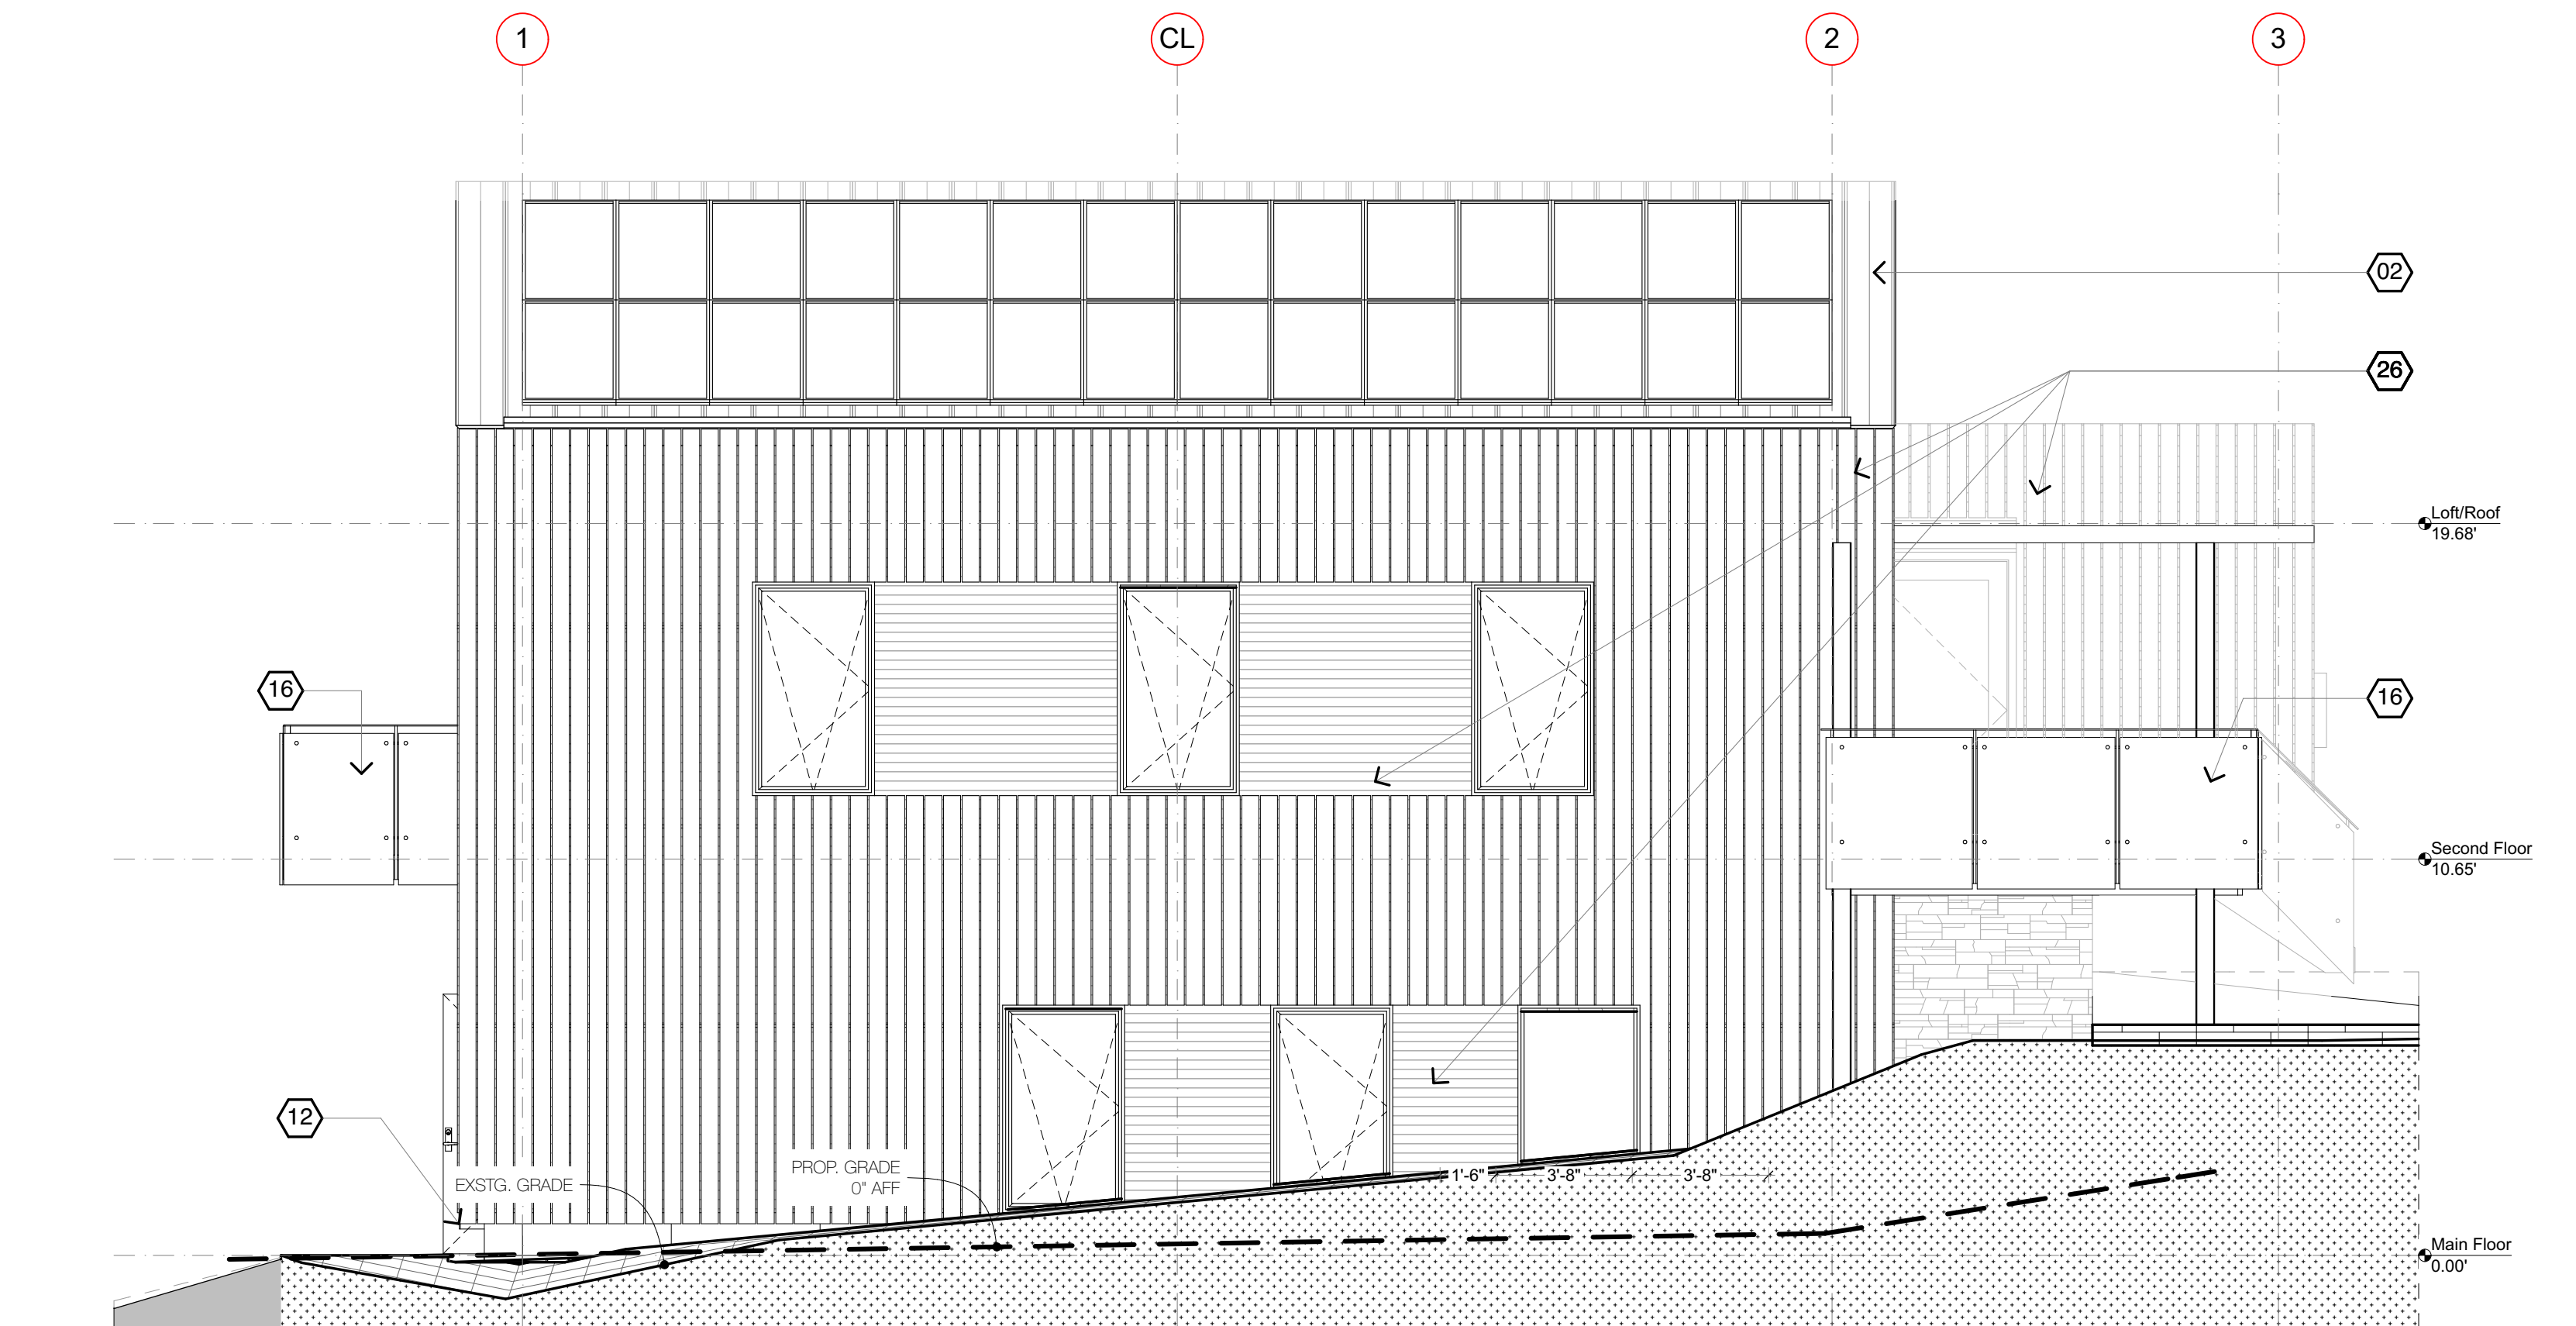 1
CL
2
3
02
26
Loft/Roof
19.68'
16
16
Second Floor
10.65'
12
PROP. GRADE
0" AFF
EXSTG. GRADE
1'-6"
3'-8"
3'-8"
Main Floor
0.00'